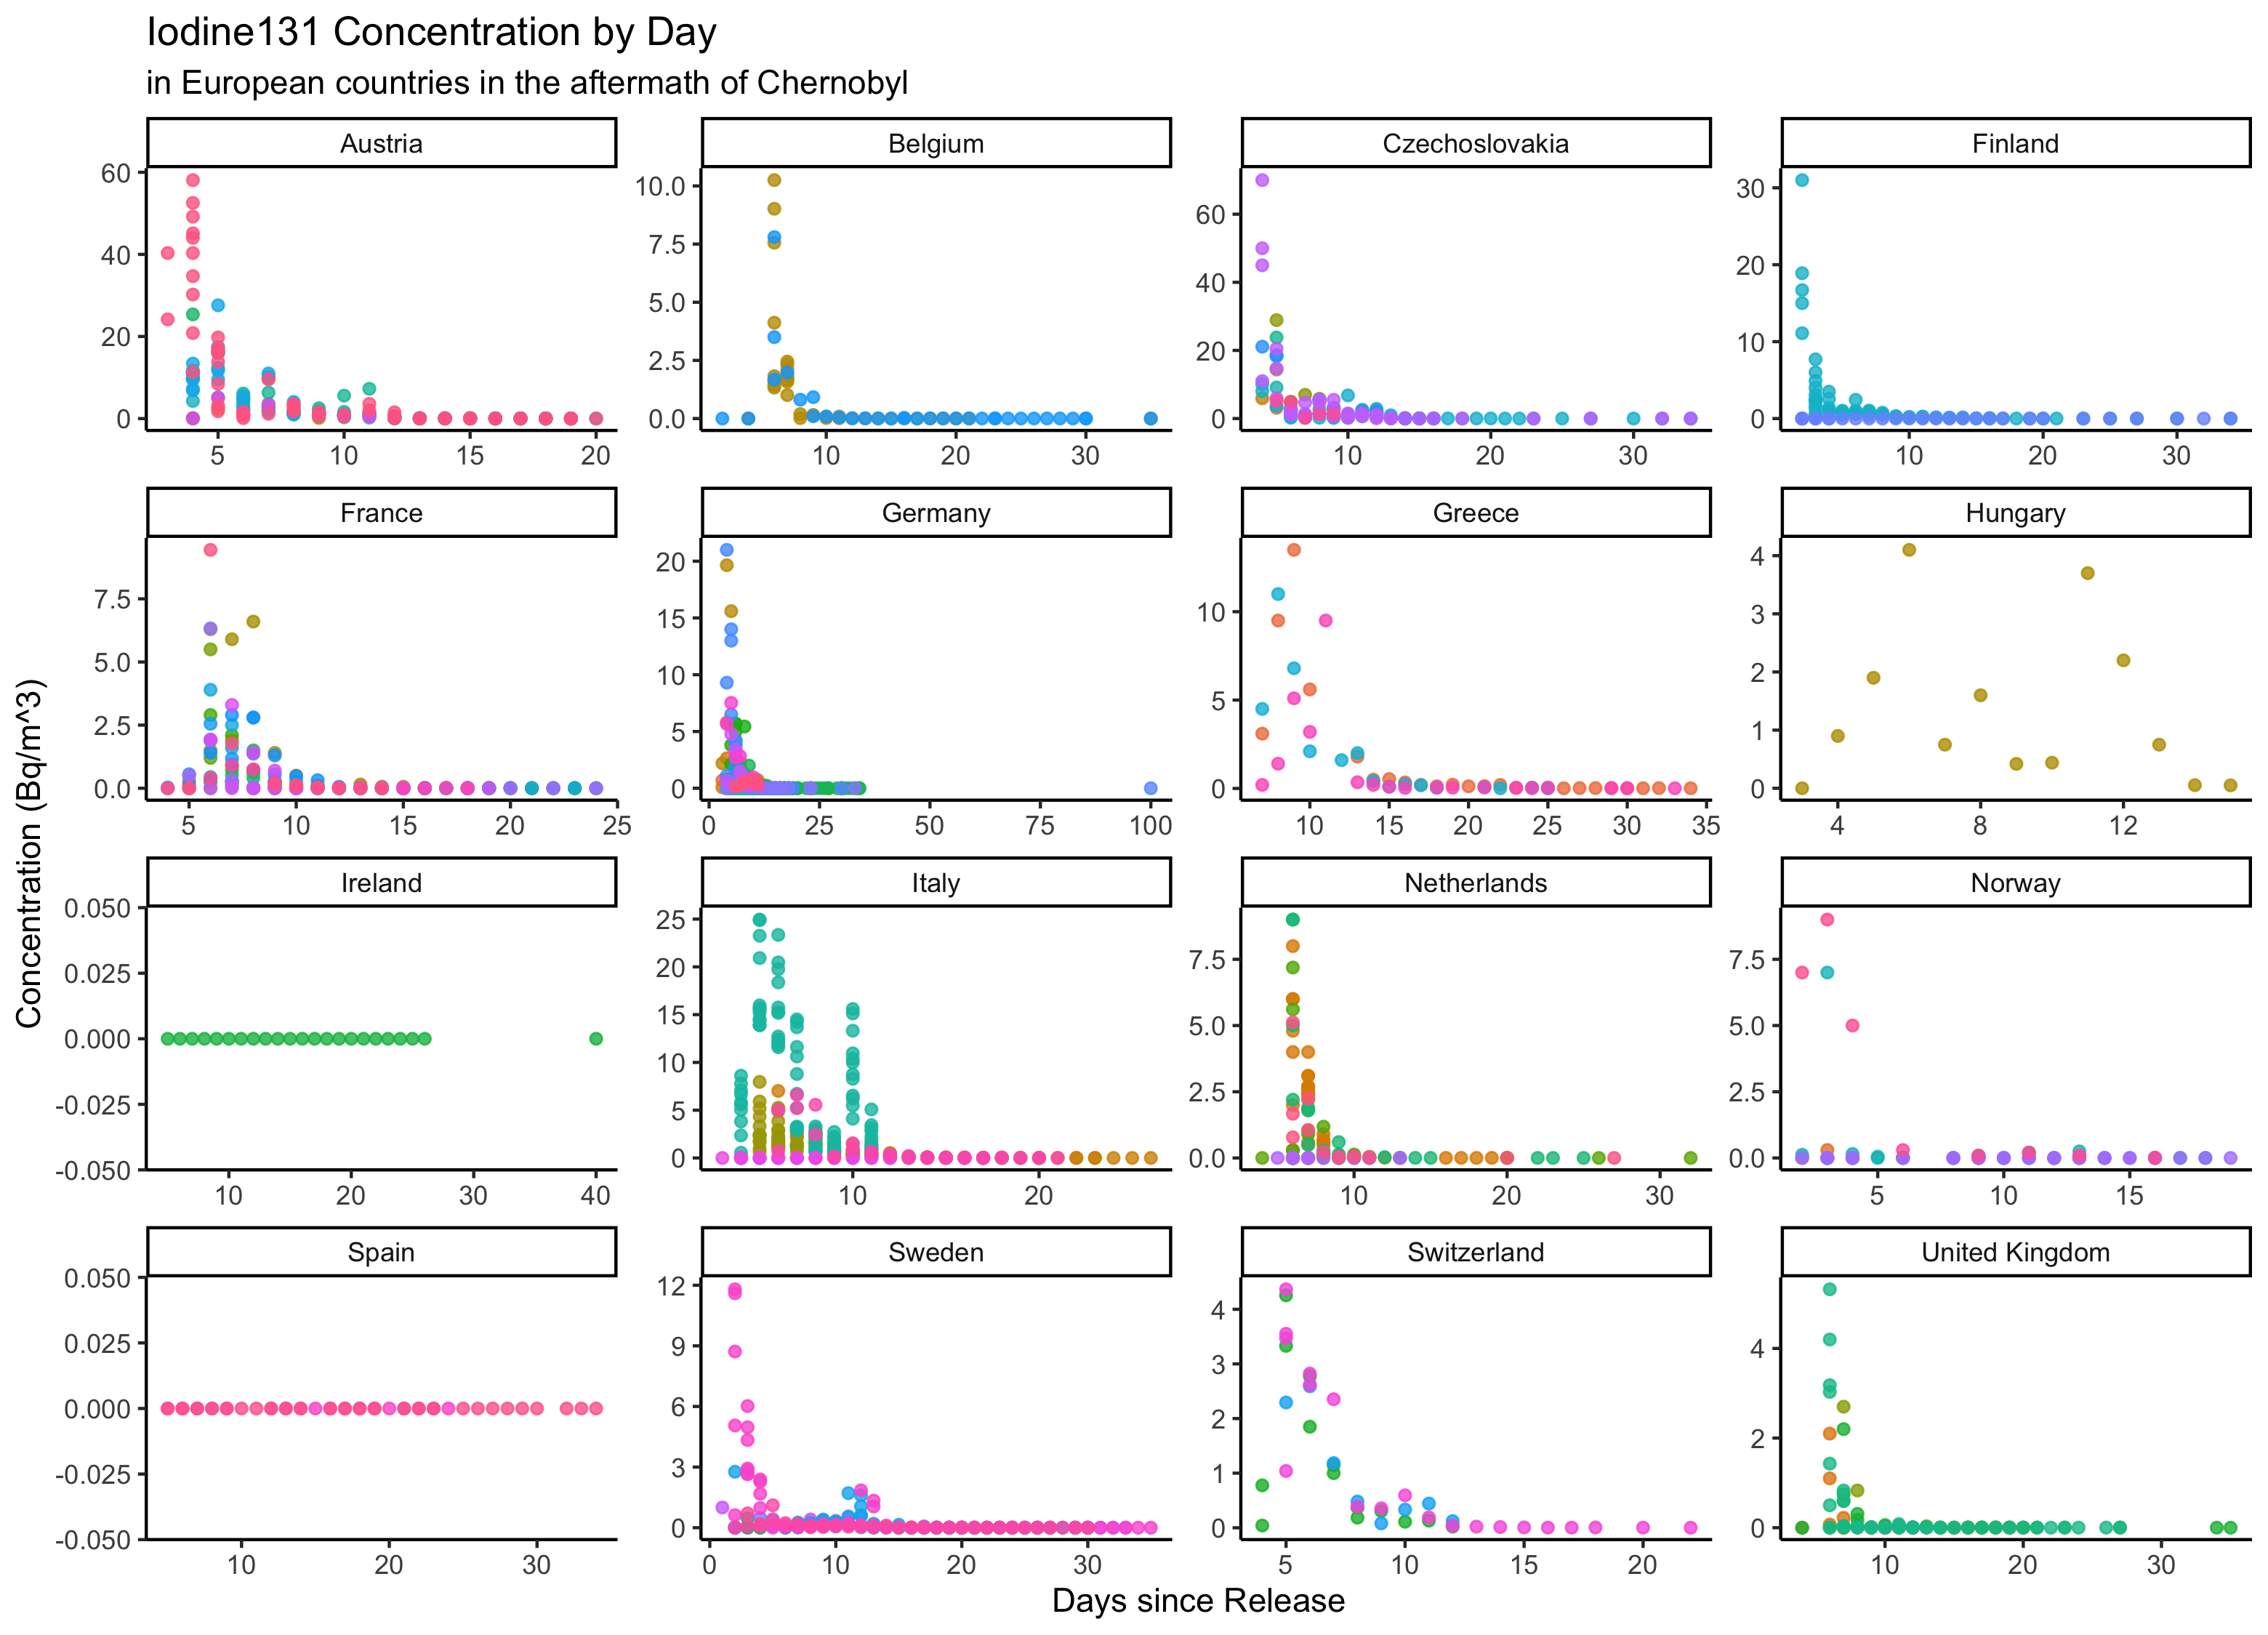 Iodine131 Concentration by Day
in European countries in the aftermath of Chernobyl
Austria Belgium Czechoslovakia Finland
60 10.0 60 30
40 7.5 40 20
20 5.0 20 10
0 2.5 0 0
0.0
5 10 15 20 10 20 30 10 20 30 10 20 30
France Germany Greece Hungary
7.5 20 10 4
5.0 15 5 3
2.5 10 0 2
0.0 5 1
0 0
5 10 15 20 25 0 25 50 75 100 10 15 20 25 30 35 4 8 12
Ireland Italy Netherlands Norway
0.050 25 7.5 7.5
0.025 20 5.0 5.0
0.000 15 2.5 2.5
-0.025 10 0.0 0.0
-0.050 5
0
10 20 30 40 10 20 10 20 30 5 10 15
Spain Sweden Switzerland United Kingdom
0.050 12 4 4
0.025 9 3 2
0.000 6 2 0
-0.025 3 1
-0.050 0 0
10 20 30 0 10 20 30 5 10 15 20 10 20 30
Concentration (Bq/m^3)
Days since Release